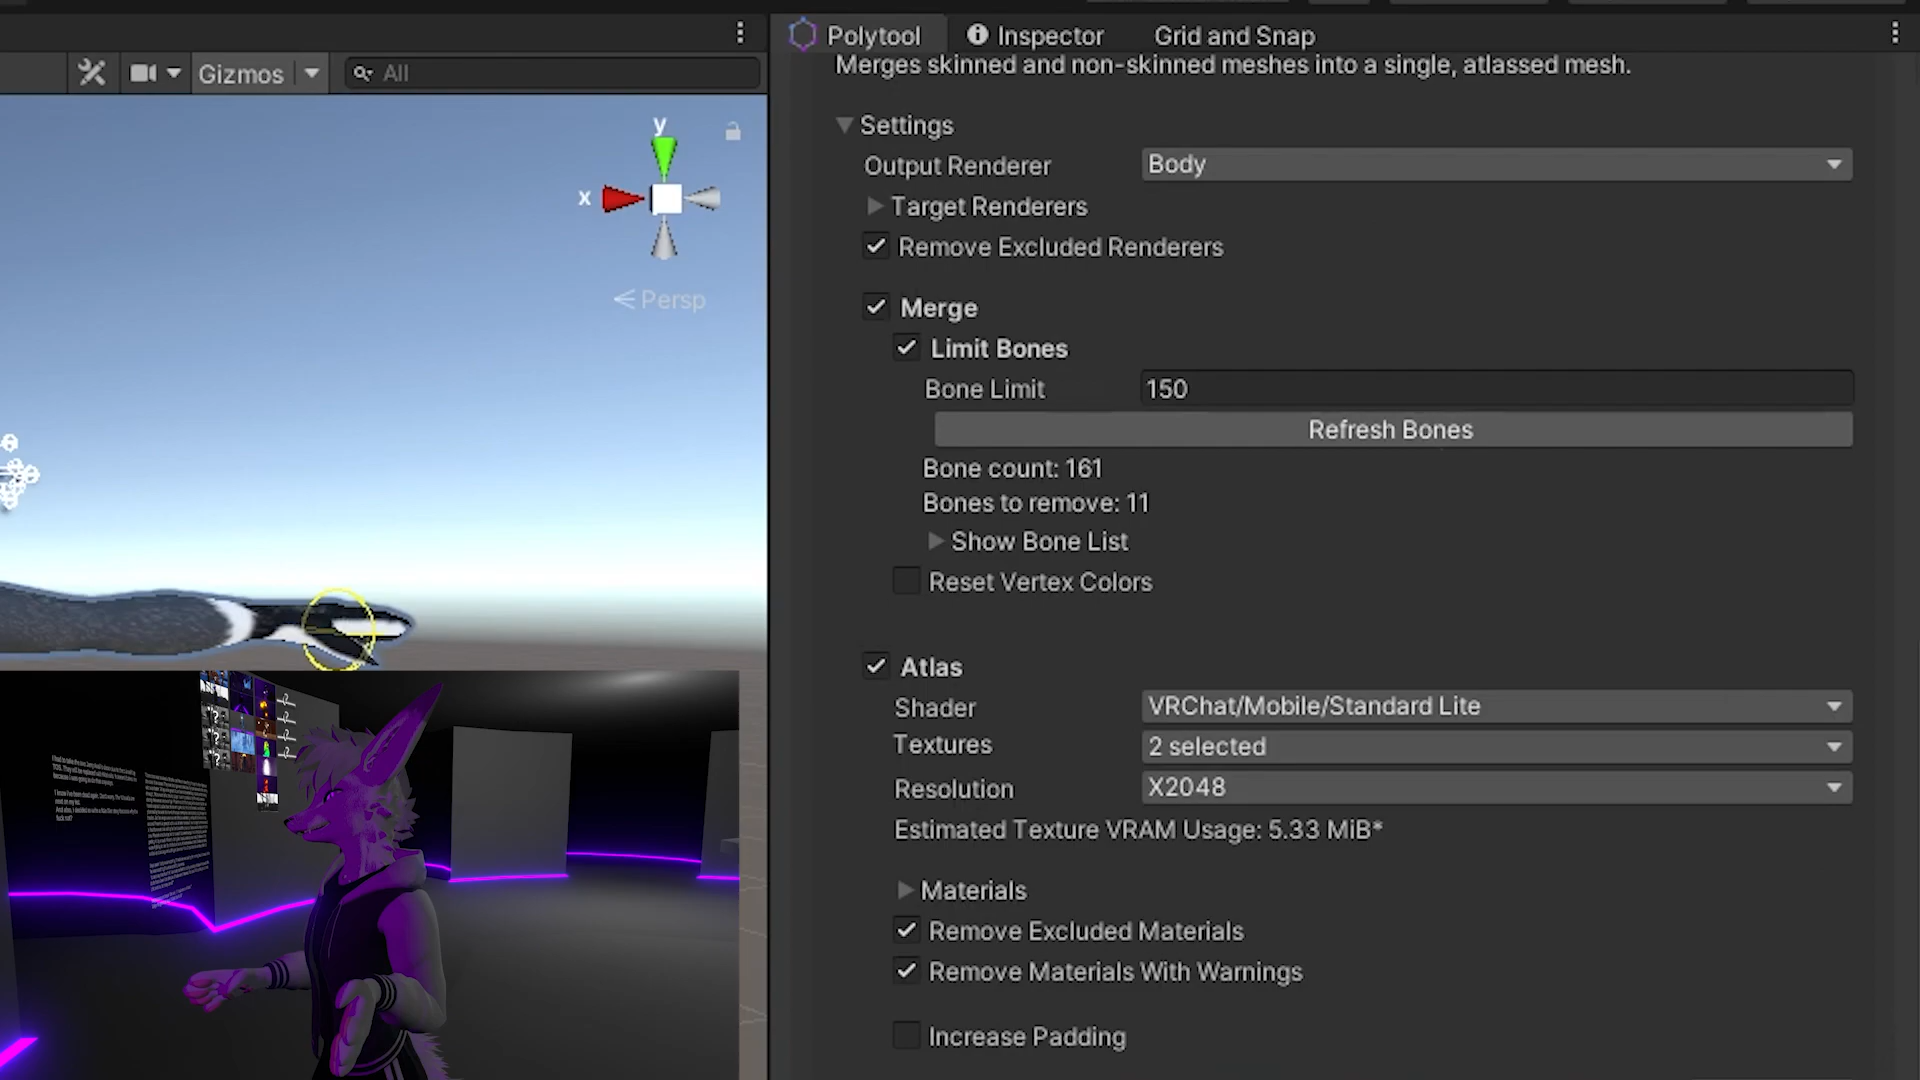 Polytool
Inspector
Grid and Snap
Gizmos
All
Merges skinned and non-skinned meshes into a single, atlassed mesh.
y
x
Persp
Settings
Output Renderer
Body
Target Renderers
Remove Excluded Renderers
Merge
Limit Bones
Bone Limit
150
Refresh Bones
Bone count: 161
Bones to remove: 11
Show Bone List
Reset Vertex Colors
Atlas
Shader
VRChat/Mobile/Standard Lite
Textures
2 selected
Resolution
X2048
Estimated Texture VRAM Usage: 5.33 MiB*
Materials
Remove Excluded Materials
Remove Materials With Warnings
Increase Padding